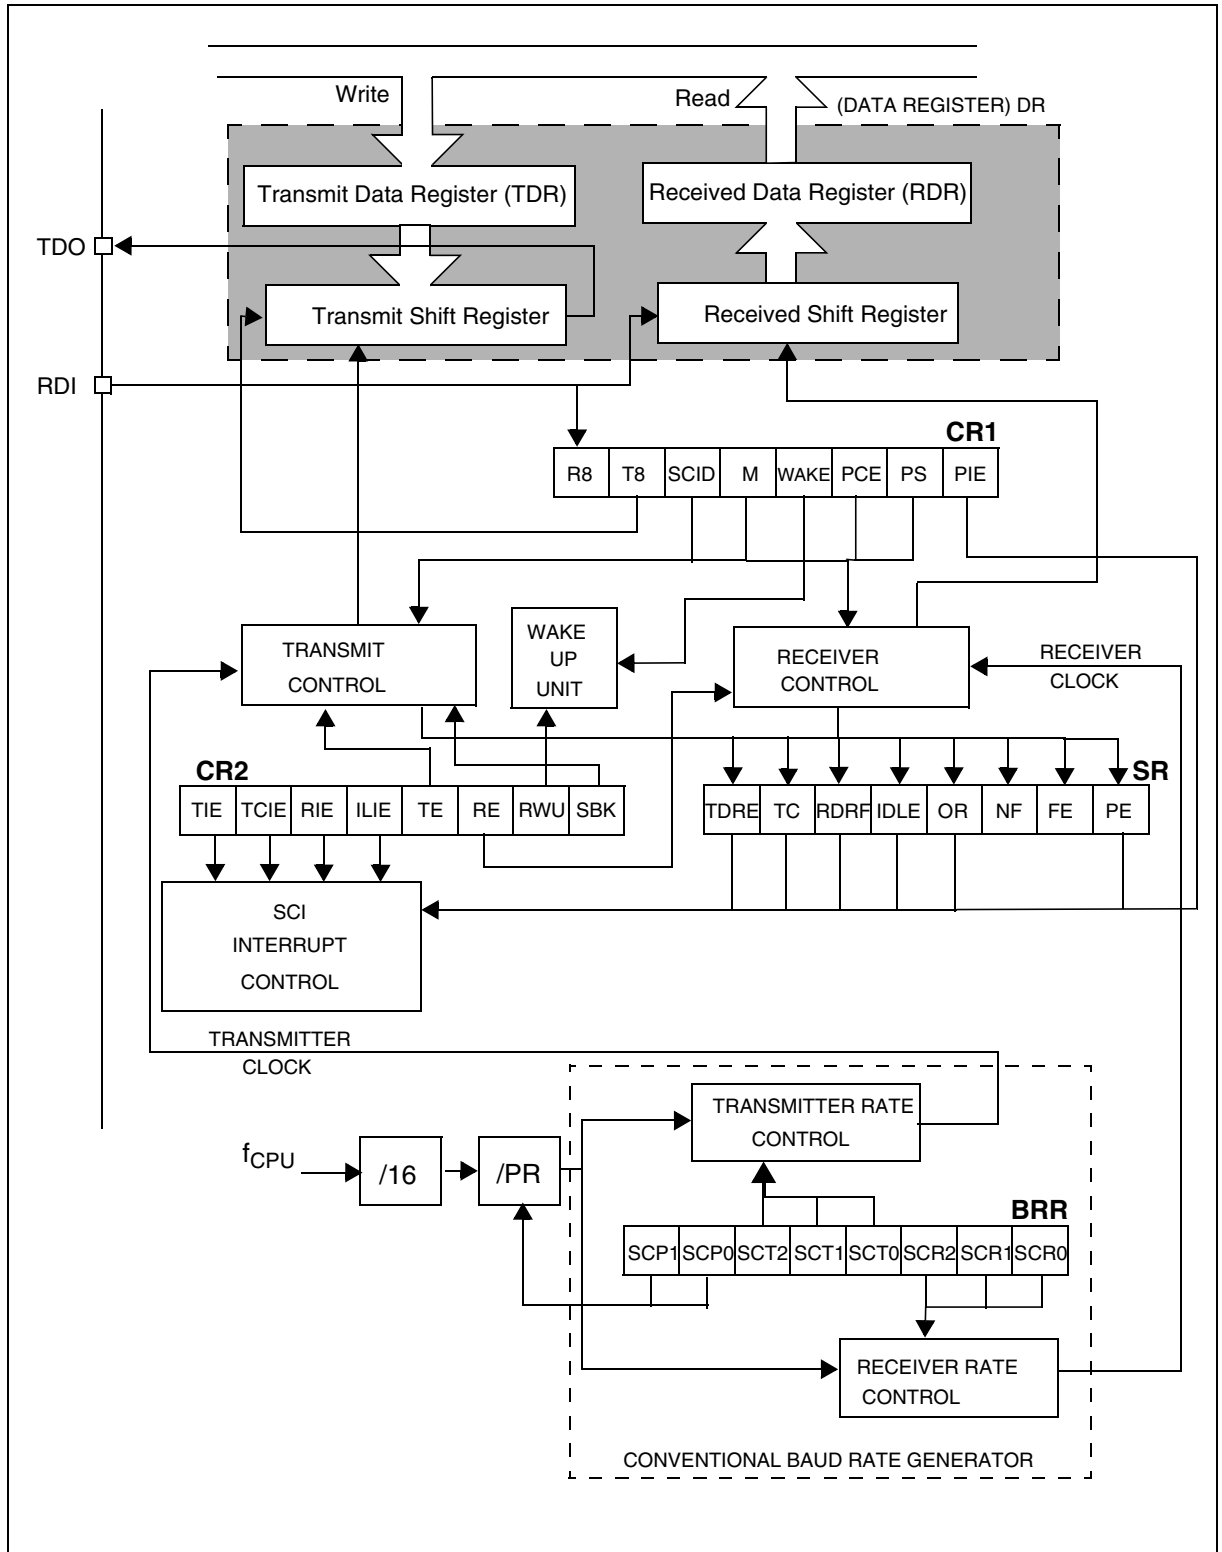 Write
Read
(DATA REGISTER) DR
Transmit Data Register (TDR)
Received Data Register (RDR)
TDO
Transmit Shift Register
Received Shift Register
RDI
CR1
R8 T8 SCID M WAKE PCE PS PIE
TRANSMIT
CONTROL
WAKE
UP
UNIT
RECEIVER
CONTROL
RECEIVER
CLOCK
CR2
TIE TCIE RIE ILIE TE RE RWU SBK
SR
TDRE TC RDRF IDLE OR NF FE PE
SCI
INTERRUPT
CONTROL
TRANSMITTER
CLOCK
TRANSMITTER RATE
CONTROL
fCPU
/16
/PR
BRR
SCP1 SCP0 SCT2 SCT1 SCT0 SCR2 SCR1 SCR0
RECEIVER RATE
CONTROL
CONVENTIONAL BAUD RATE GENERATOR